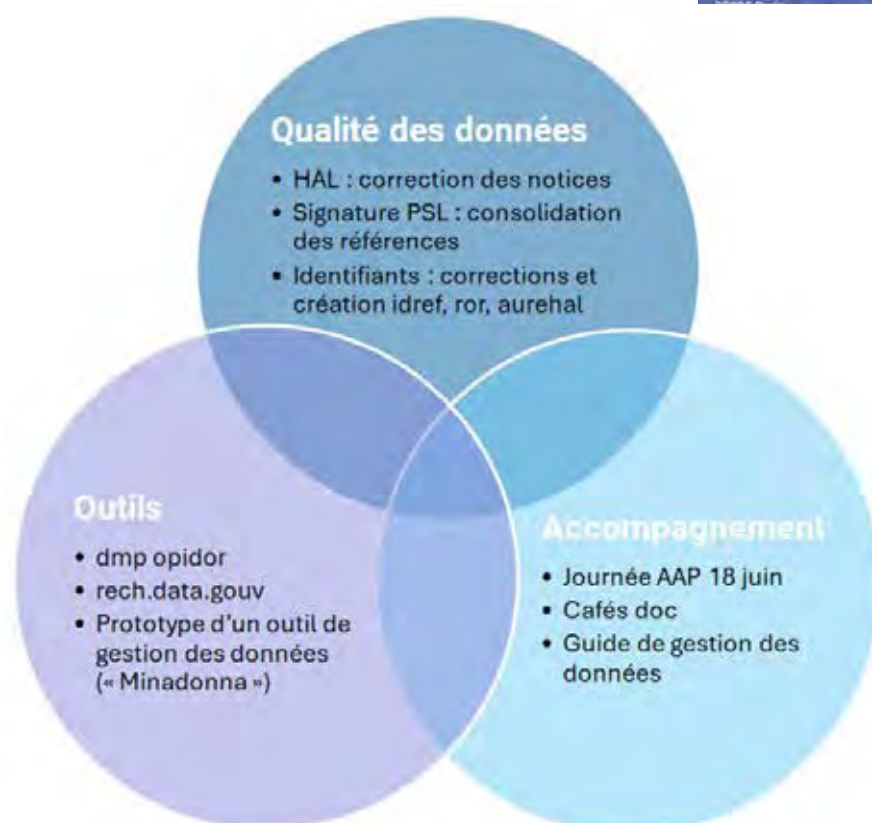 Qualité des données
• HAL : correction des notices
• Signature PSL : consolidation
des références
• Identifiants : corrections et
création idref, ror, aurehal
Outils
• dmp opidor
• rech.data.gouv
• Prototype d'un outil de
gestion des données
(« Minadonna »)
Accompagnement
• Journée AAP 18 juin
• Cafés doc
• Guide de gestion des
données